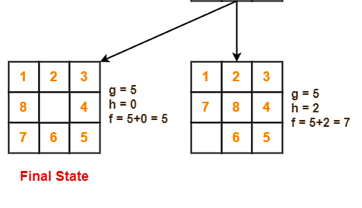 1 2 3
8 4
7 6 5
g = 5
h = 0
f = 5+0 = 5
Final State
1 2 3
7 8 4
6 5
g = 5
h = 2
f = 5+2 = 7